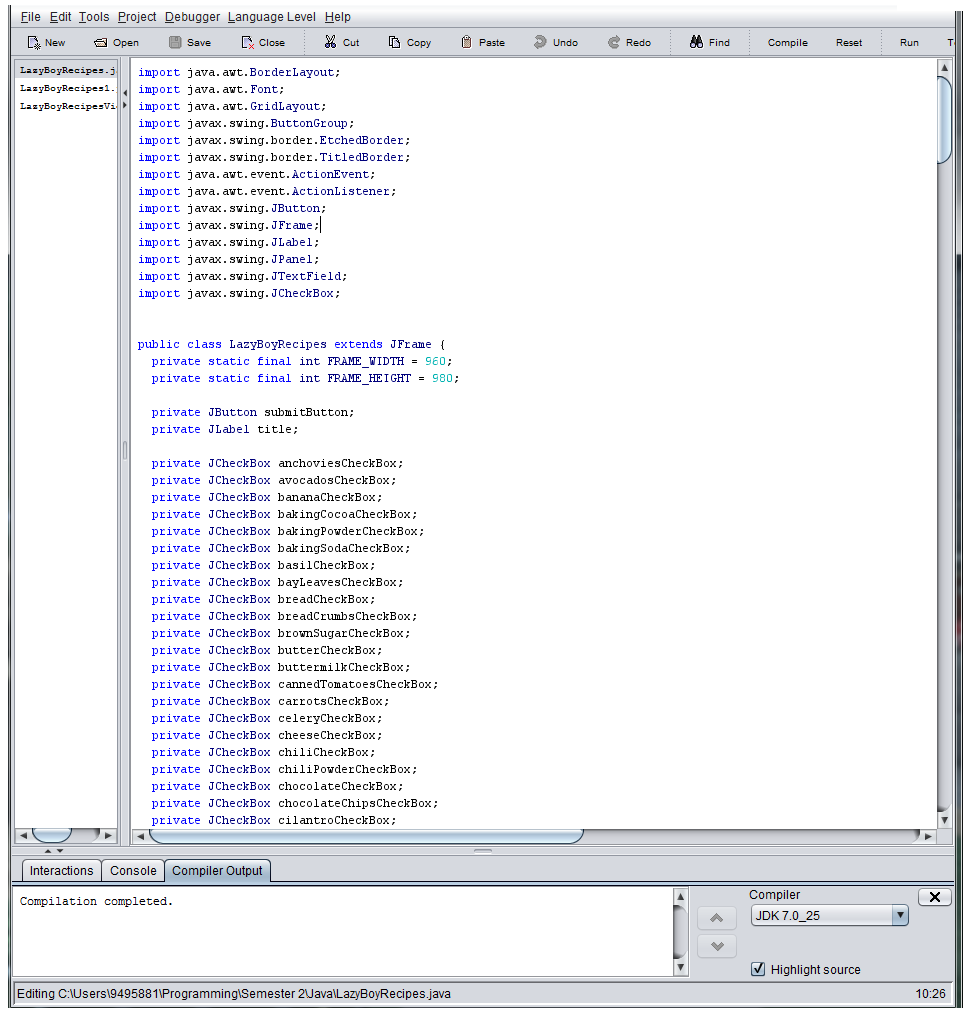 File Edit Tools Project Debugger Language Level Help
New Open Save Close Cut Copy Paste Undo Redo Find Compile Reset Run
LazyBoyRecipes.j
LazyBoyRecipes1.
LazyBoyRecipesVi
import java.awt.BorderLayout;
import java.awt.Font;
import java.awt.GridLayout;
import javax.swing.ButtonGroup;
import javax.swing.border.EtchedBorder;
import javax.swing.border.TitledBorder;
import java.awt.event.ActionEvent;
import java.awt.event.ActionListener;
import javax.swing.JButton;
import javax.swing.JFrame;
import javax.swing.JLabel;
import javax.swing.JPanel;
import javax.swing.JTextField;
import javax.swing.JCheckBox;
public class LazyBoyRecipes extends JFrame {
private static final int FRAME_WIDTH = 960;
private static final int FRAME_HEIGHT = 980;
private JButton submitButton;
private JLabel title;
private JCheckBox anchoviesCheckBox;
private JCheckBox avocadosCheckBox;
private JCheckBox bananaCheckBox;
private JCheckBox bakingCocoaCheckBox;
private JCheckBox bakingPowderCheckBox;
private JCheckBox bakingSodaCheckBox;
private JCheckBox basilCheckBox;
private JCheckBox bayLeavesCheckBox;
private JCheckBox breadCheckBox;
private JCheckBox breadCrumbsCheckBox;
private JCheckBox brownSugarCheckBox;
private JCheckBox butterCheckBox;
private JCheckBox buttermilkCheckBox;
private JCheckBox cannedTomatoesCheckBox;
private JCheckBox carrotsCheckBox;
private JCheckBox celeryCheckBox;
private JCheckBox cheeseCheckBox;
private JCheckBox chiliCheckBox;
private JCheckBox chiliPowderCheckBox;
private JCheckBox chocolateCheckBox;
private JCheckBox chocolateChipsCheckBox;
private JCheckBox cilantroCheckBox;
Interactions Console Compiler Output
Compilation completed.
Compiler
JDK 7.0_25
Highlight source
Editing C:\Users\9495881\Programming\Semester 2\Java\LazyBoyRecipes.java 10:26